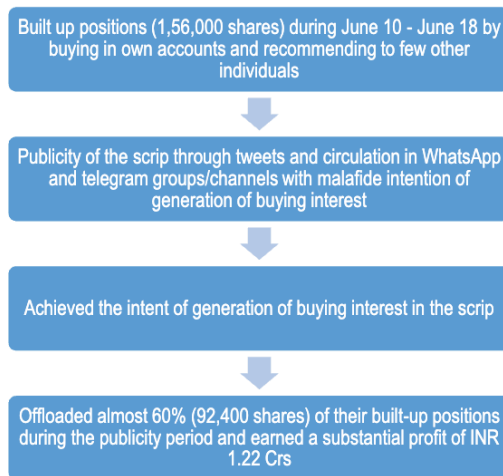 Built up positions (1,56,000 shares) during June 10 - June 18 by
buying in own accounts and recommending to few other
individuals
Publicity of the scrip through tweets and circulation in WhatsApp
and telegram groups/channels with malafide intention of
generation of buying interest
Achieved the intent of generation of buying interest in the scrip
Offloaded almost 60% (92,400 shares) of their built-up positions
during the publicity period and earned a substantial profit of INR
1.22 Crs